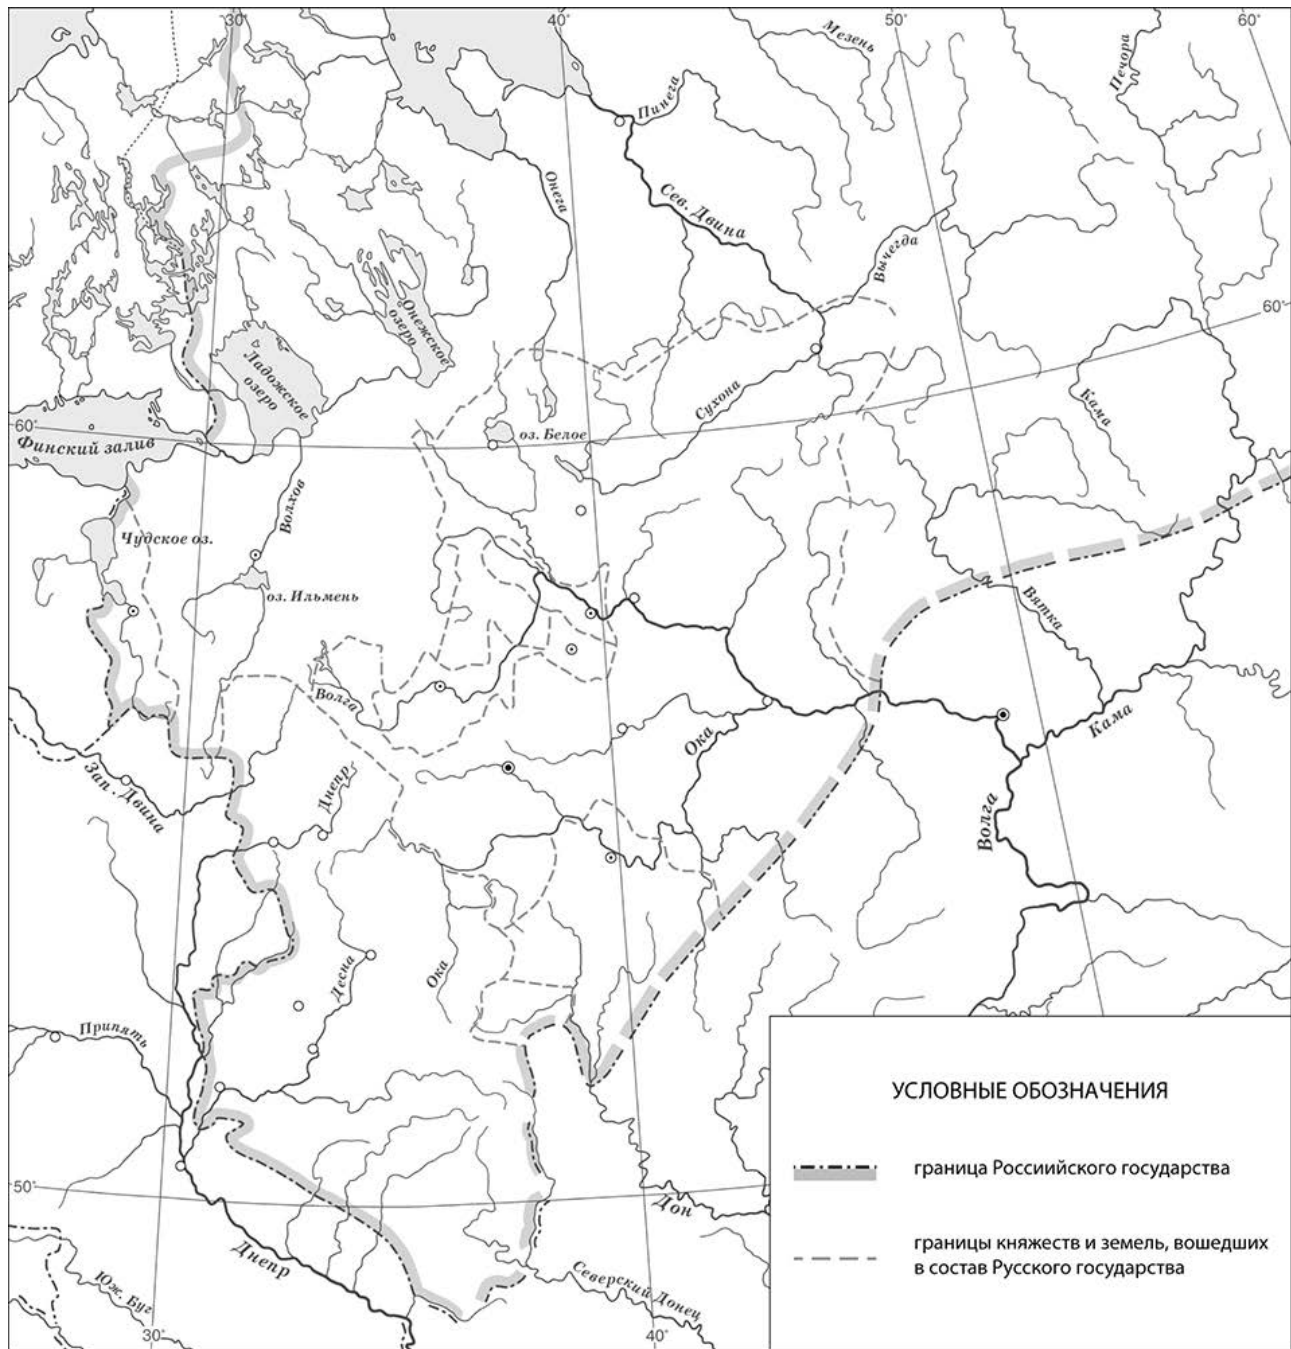 30°
40°
50°
60°
Мезень
Печора
Пинега
Онега
Сев. Двина
Вычегда
Онежское
озеро
60°
Ладожское
озеро
Сухона
Кама
60°
оз. Белое
Финский залив
Волхов
Чудское оз.
оз. Ильмень
Вятка
Волга
Ока
Кама
Зап. Двина
Днепр
Волга
Десна
Ока
Припять
50°
Дон
Днепр
Юж. Буг
Северский Донец
30°
40°
УСЛОВНЫЕ ОБОЗНАЧЕНИЯ
граница Россиийского государства
границы княжеств и земель, вошедших
в состав Русского государства